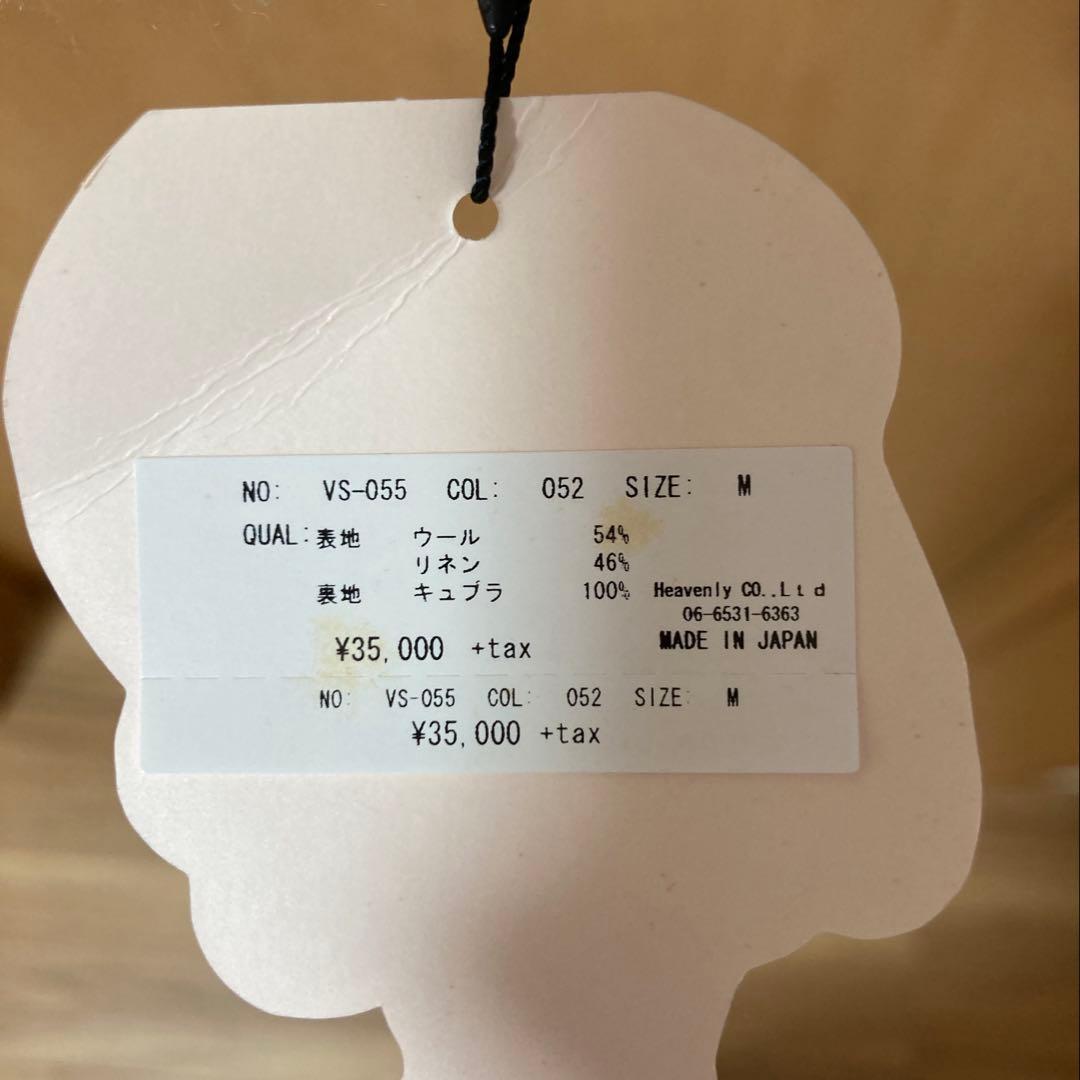 NO: VS-055 COL: 052 SIZE: M
QUAL:表地 ウール 54%
リネン 46%
裏地 キュプラ 100% Heavenly CO..Ltd
06-6531-6363
¥35,000 +tax MADE IN JAPAN
NO: VS-055 COL: 052 SIZE: M
¥35,000 +tax